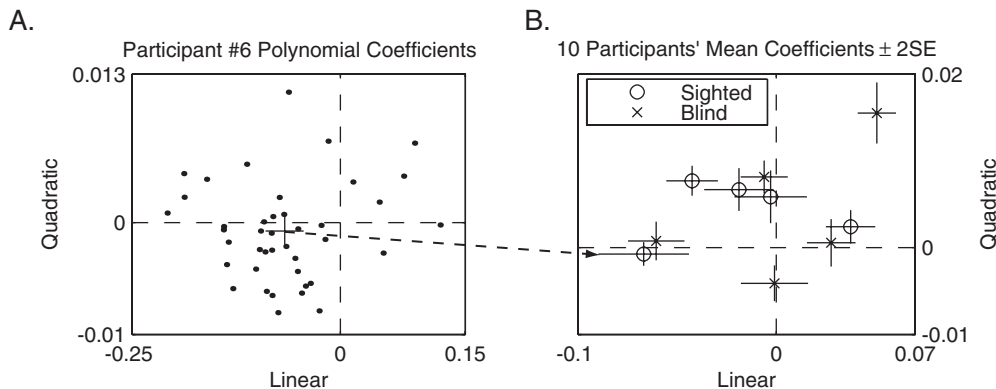 A.
Participant #6 Polynomial Coefficients
0.013
Quadratic
0
-0.01
-0.25
0
0.15
Linear
B.
10 Participants' Mean Coefficients ± 2SE
Sighted
Blind
0.02
Quadratic
0
-0.01
-0.1
0
0.07
Linear